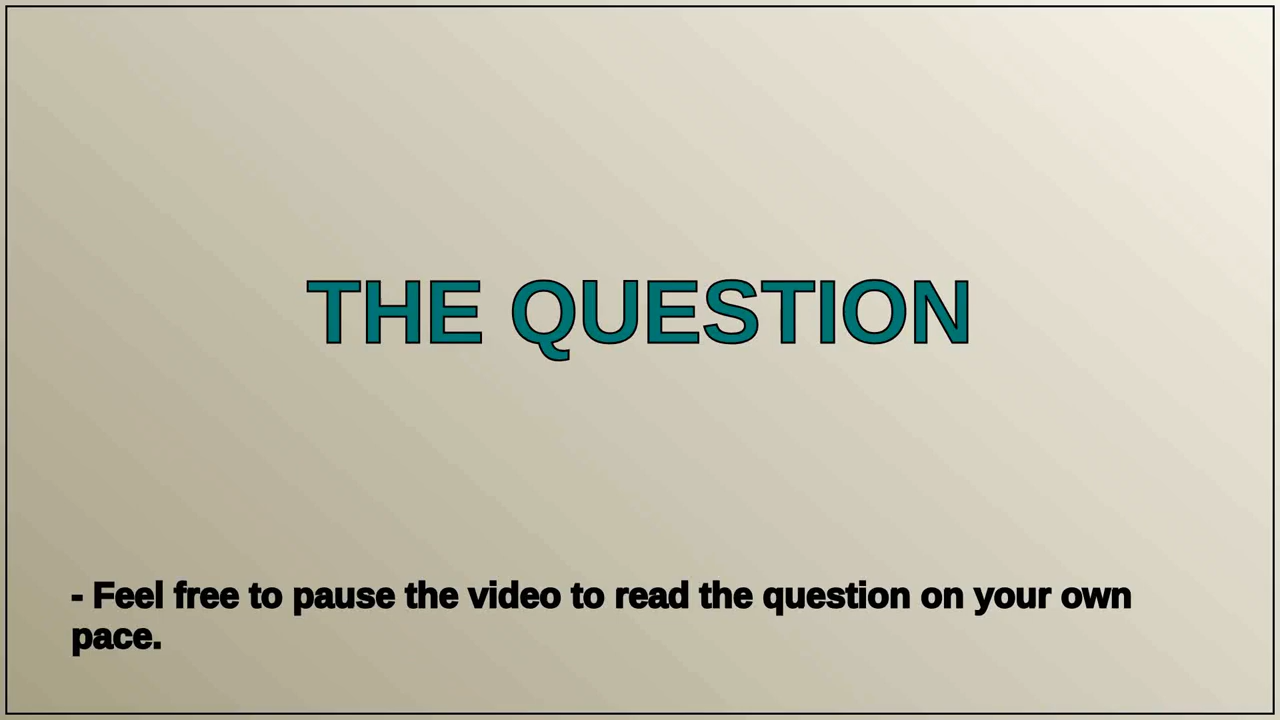 THE QUESTION
- Feel free to pause the video to read the question on your own
pace.